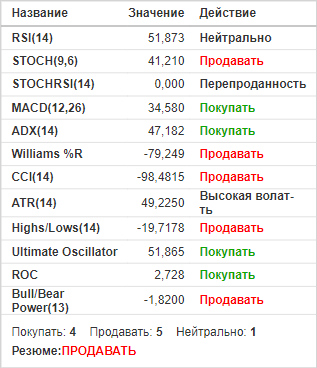 Название Значение Действие
RSI(14) 51,873 Нейтрально
STOCH(9,6) 41,210 Продавать
STOCHRSI(14) 0,000 Перепроданность
MACD(12,26) 34,580 Покупать
ADX(14) 47,182 Покупать
Williams %R -79,249 Продавать
CCI(14) -98,4815 Продавать
ATR(14) 49,2250 Высокая волат-
ть
Highs/Lows(14) -19,7178 Продавать
Ultimate Oscillator 51,865 Покупать
ROC 2,728 Покупать
Bull/Bear
Power(13) -1,8200 Продавать
Покупать: 4 Продавать: 5 Нейтрально: 1
Резюме:ПРОДАВАТЬ